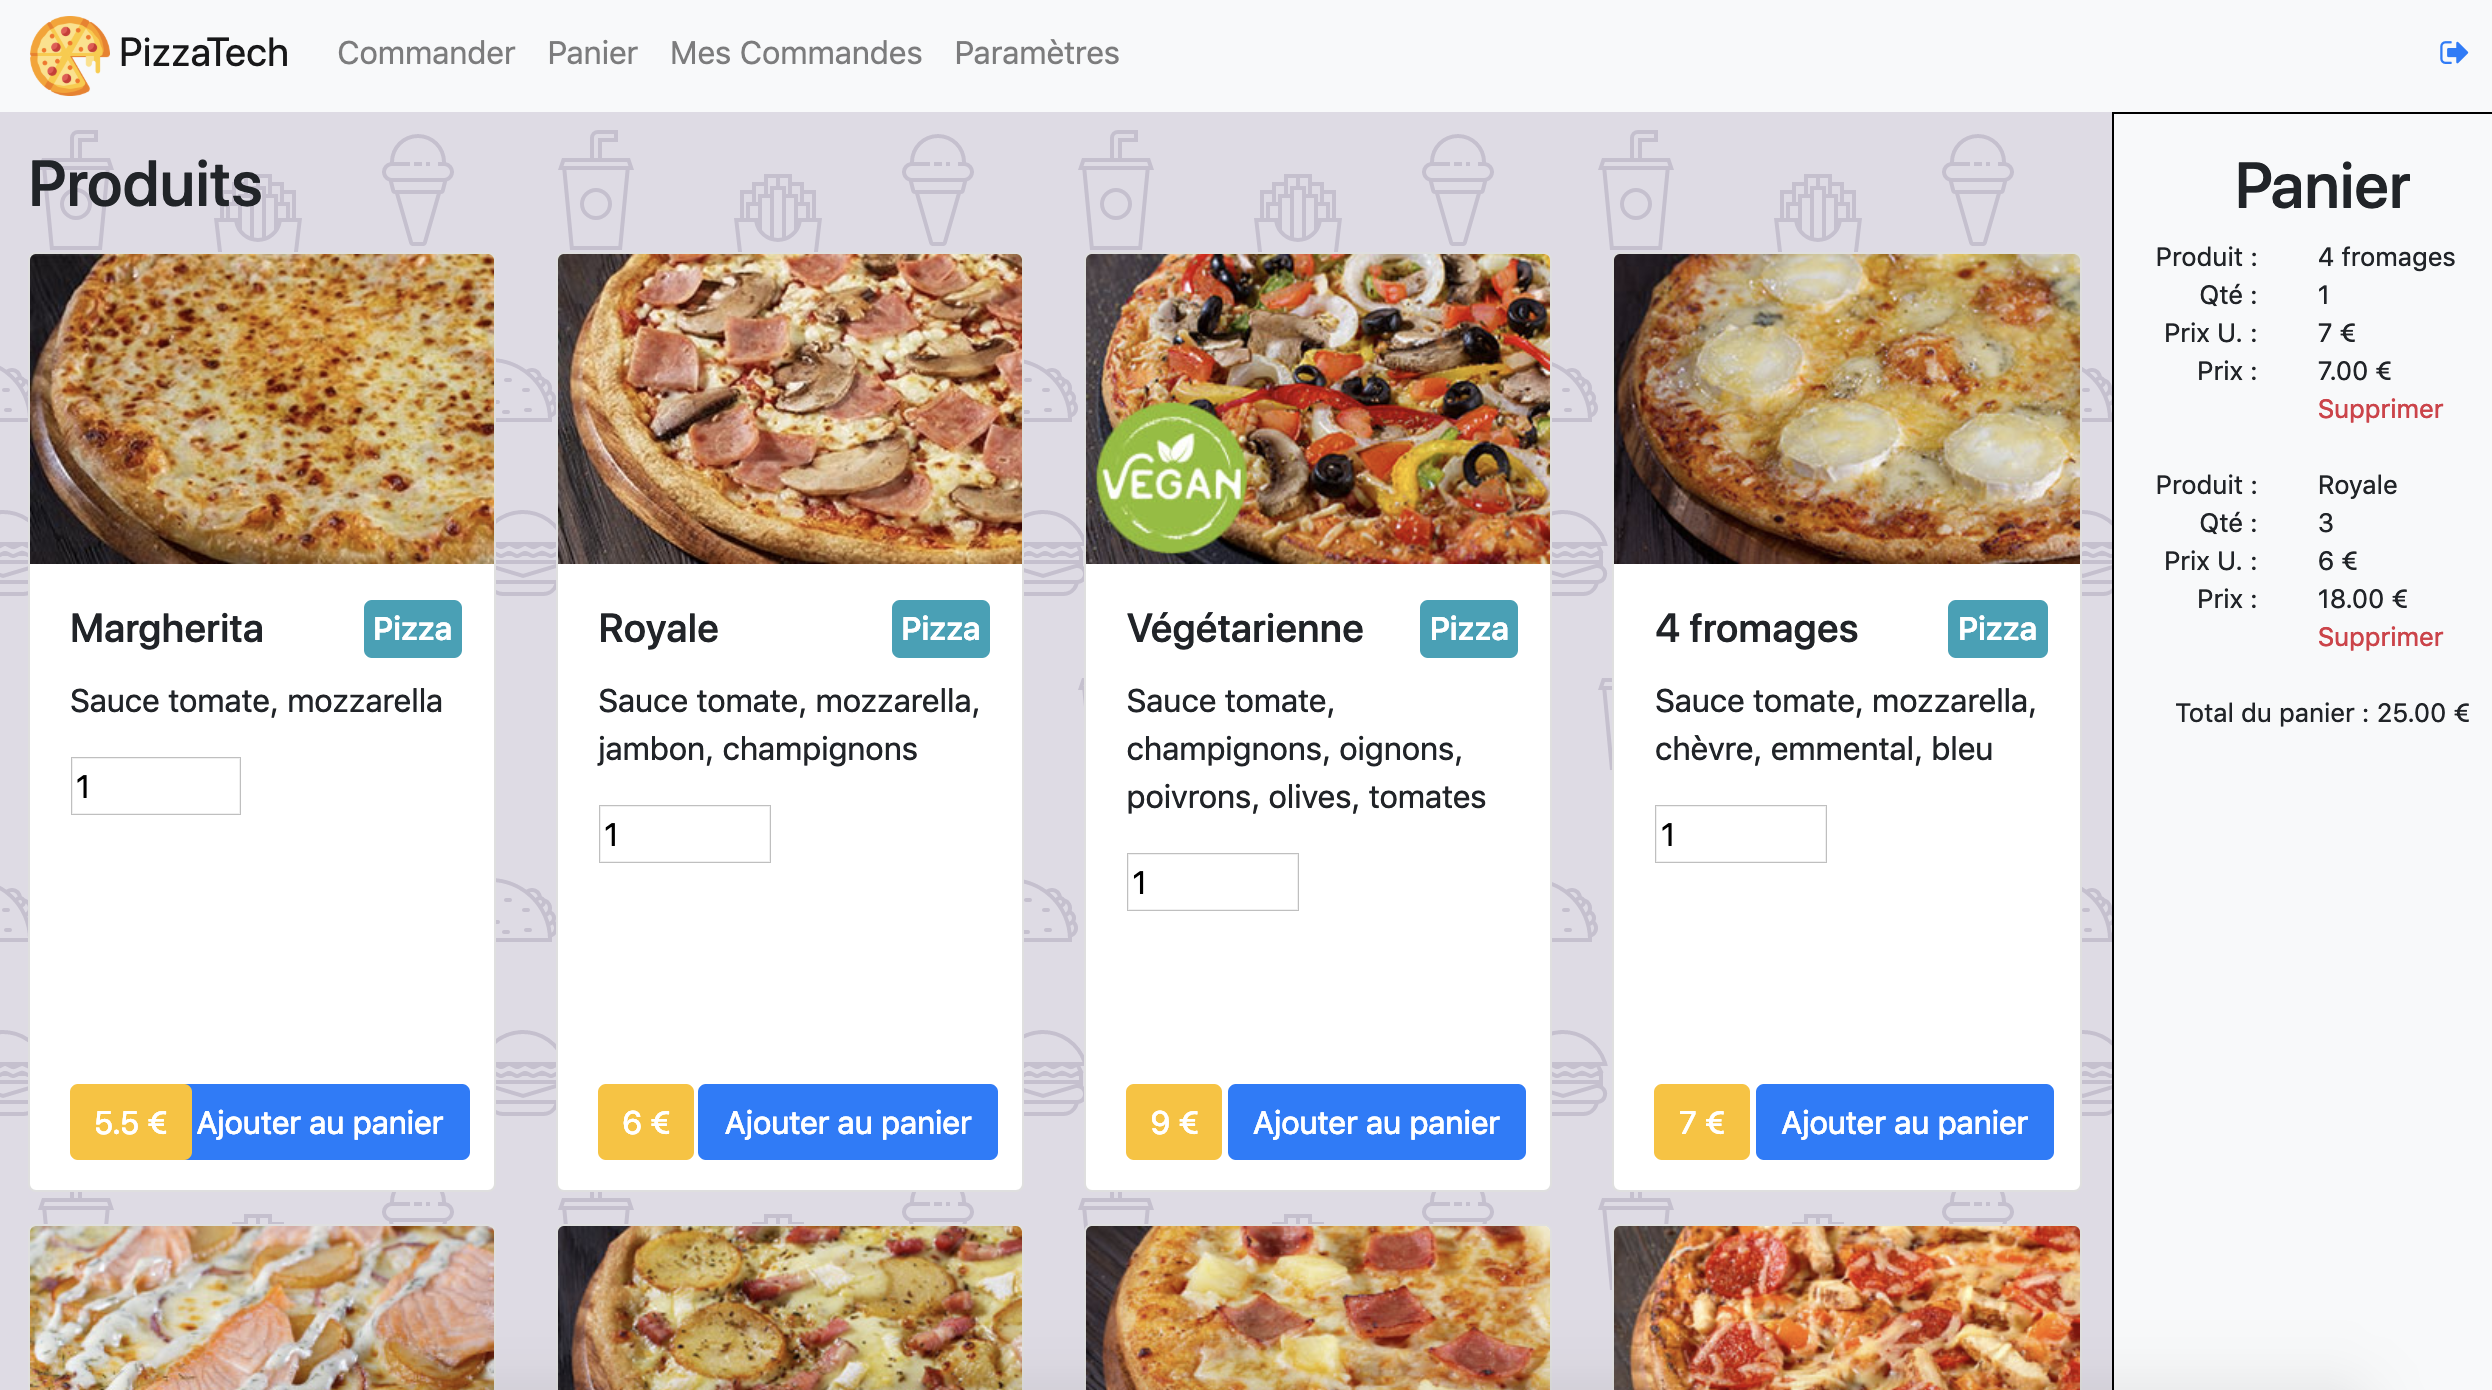 PizzaTech
Commander
Panier
Mes Commandes
Paramètres
Produits
VEGAN
Margherita
Pizza
Sauce tomate, mozzarella
1
5.5 €
Ajouter au panier
Royale
Pizza
Sauce tomate, mozzarella,
jambon, champignons
1
6 €
Ajouter au panier
Végétarienne
Pizza
Sauce tomate,
champignons, oignons,
poivrons, olives, tomates
1
9 €
Ajouter au panier
4 fromages
Pizza
Sauce tomate, mozzarella,
chèvre, emmental, bleu
1
7 €
Ajouter au panier
Panier
Produit : 4 fromages
Qté : 1
Prix U. : 7 €
Prix : 7.00 €
Supprimer
Produit : Royale
Qté : 3
Prix U. : 6 €
Prix : 18.00 €
Supprimer
Total du panier : 25.00 €